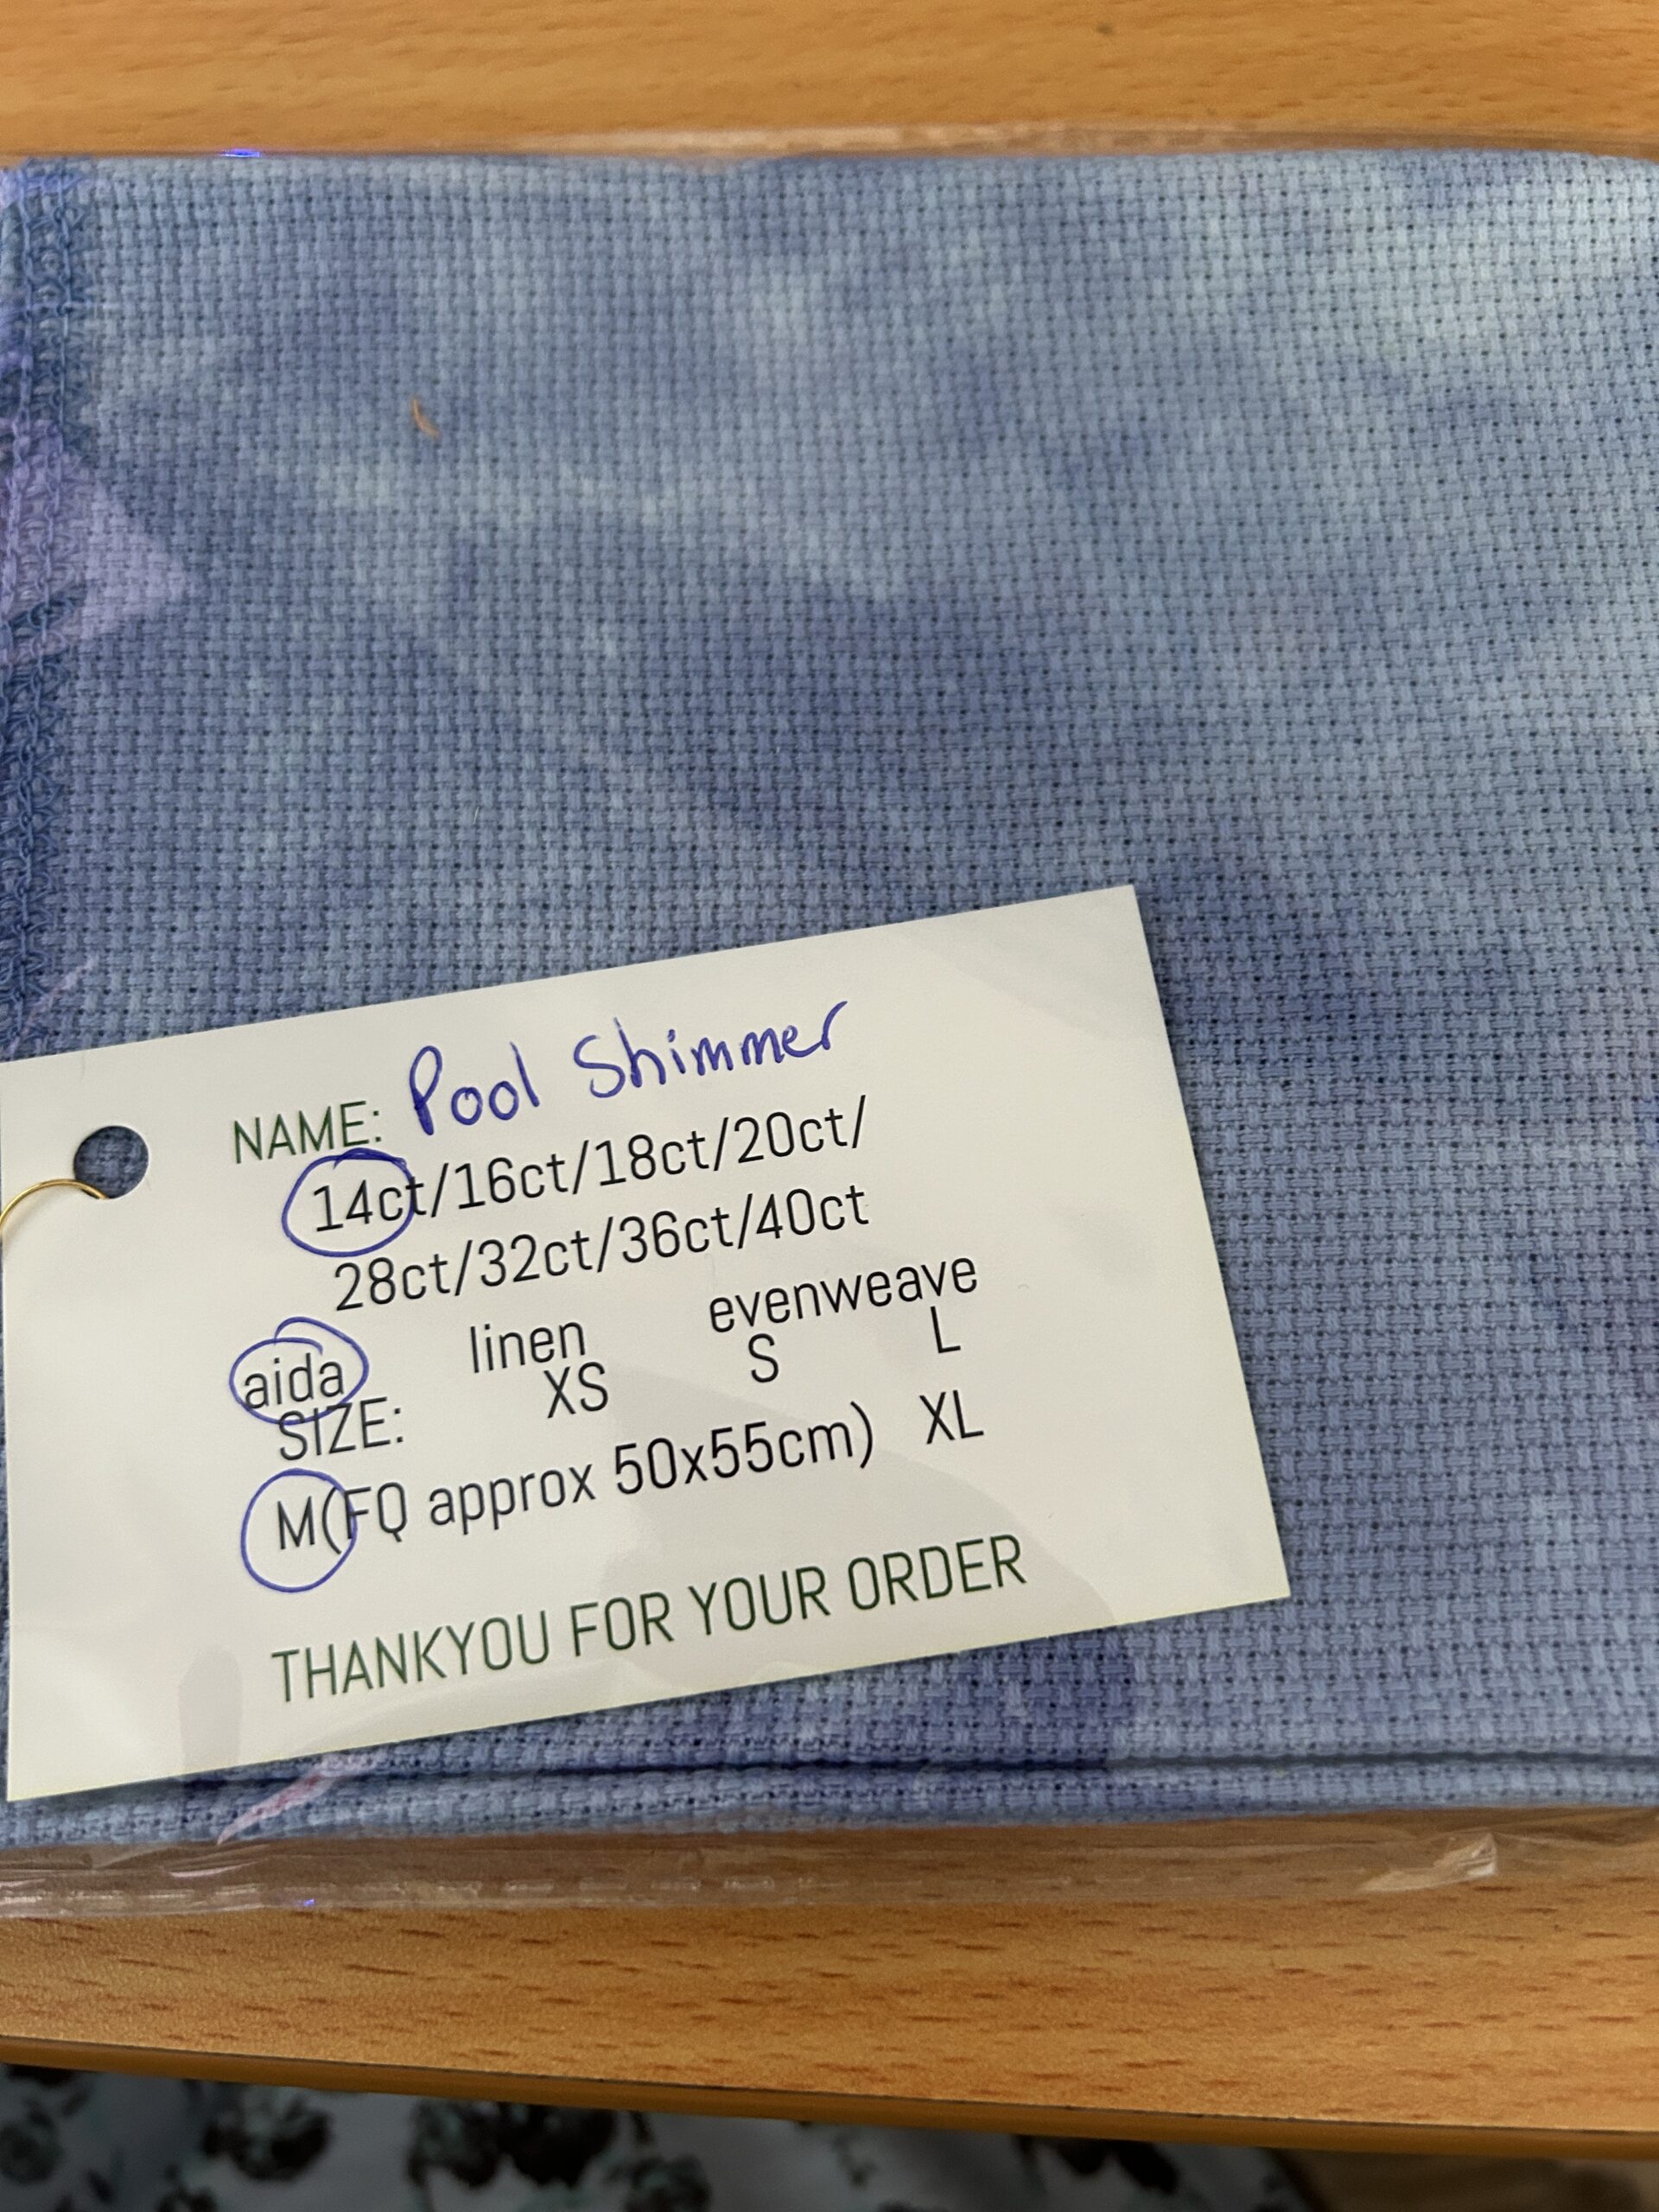 NAME: Pool Shimmer
14ct/16ct/18ct/20ct/
28ct/32ct/36ct/40ct
aida linen evenweave
SIZE: XS S L
M(FQ approx 50x55cm) XL
THANKYOU FOR YOUR ORDER